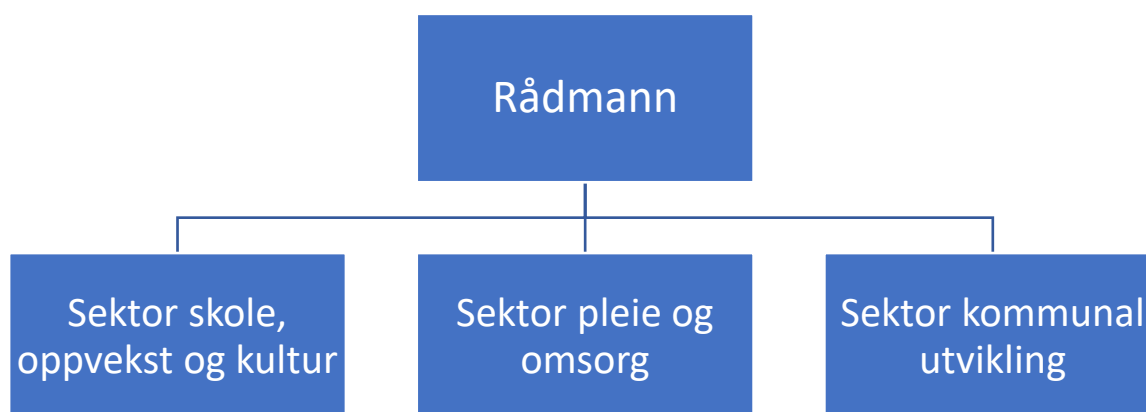 Rådmann
Sektor skole,
oppvekst og kultur
Sektor pleie og
omsorg
Sektor kommunal
utvikling